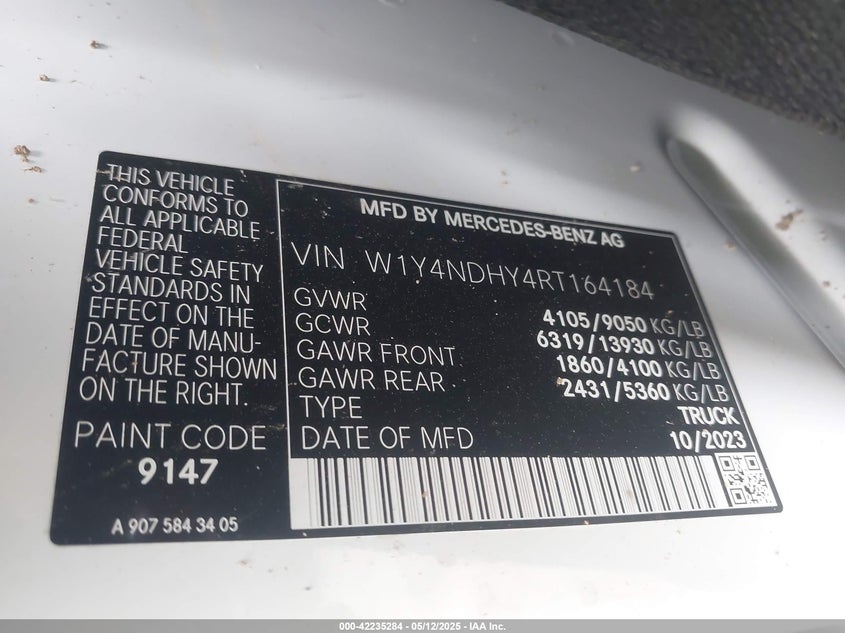 THIS VEHICLE
CONFORMS TO
ALL APPLICABLE
FEDERAL
VEHICLE SAFETY
STANDARDS IN
EFFECT ON THE
DATE OF MANU-
FACTURE SHOWN
ON THE RIGHT.
PAINT CODE
9147
A 907 584 34 05
MFD BY MERCEDES-BENZ AG
VIN W1Y4NDHY4RT164184
GVWR 4105/9050 KG/LB
GCWR 6319/13930 KG/LB
GAWR FRONT 1860/4100 KG/LB
GAWR REAR 2431/5360 KG/LB
TYPE TRUCK
DATE OF MFD 10/2023
000-42235284 - 05/12/2025 - IAA Inc.